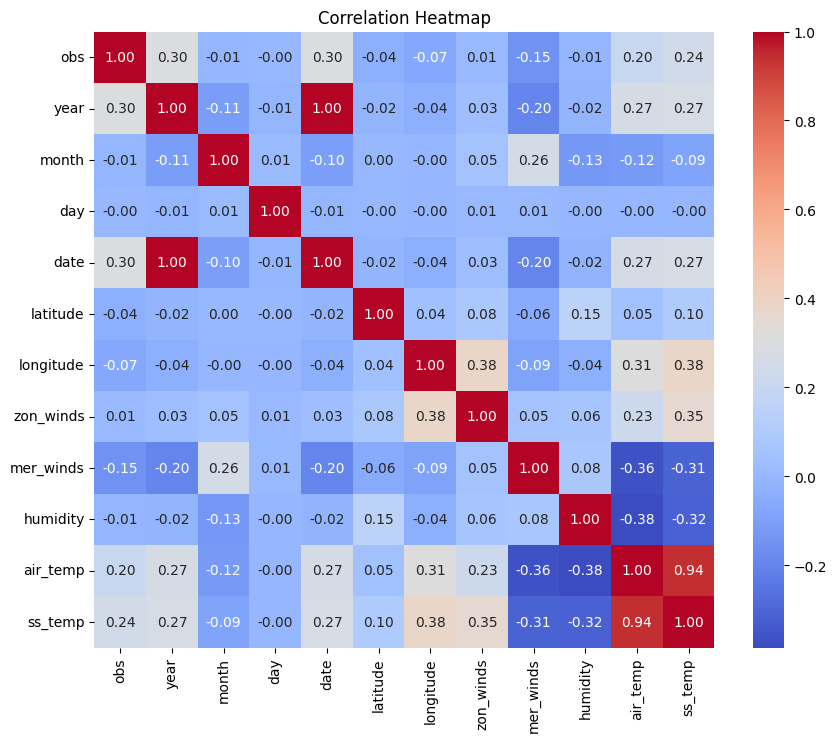 Correlation Heatmap
obs 1.00 0.30 -0.01 -0.00 0.30 -0.04 -0.07 0.01 -0.15 -0.01 0.20 0.24
year 0.30 1.00 -0.11 -0.01 1.00 -0.02 -0.04 0.03 -0.20 -0.02 0.27 0.27
month -0.01 -0.11 1.00 0.01 -0.10 0.00 -0.00 0.05 0.26 -0.13 -0.12 -0.09
day -0.00 -0.01 0.01 1.00 -0.01 -0.00 -0.00 0.01 0.01 -0.00 -0.00 -0.00
date 0.30 1.00 -0.10 -0.01 1.00 -0.02 -0.04 0.03 -0.20 -0.02 0.27 0.27
latitude -0.04 -0.02 0.00 -0.00 -0.02 1.00 0.04 0.08 -0.06 0.15 0.05 0.10
longitude -0.07 -0.04 -0.00 -0.00 -0.04 0.04 1.00 0.38 -0.09 -0.04 0.31 0.38
zon_winds 0.01 0.03 0.05 0.01 0.03 0.08 0.38 1.00 0.05 0.06 0.23 0.35
mer_winds -0.15 -0.20 0.26 0.01 -0.20 -0.06 -0.09 0.05 1.00 0.08 -0.36 -0.31
humidity -0.01 -0.02 -0.13 -0.00 -0.02 0.15 -0.04 0.06 0.08 1.00 -0.38 -0.32
air_temp 0.20 0.27 -0.12 -0.00 0.27 0.05 0.31 0.23 -0.36 -0.38 1.00 0.94
ss_temp 0.24 0.27 -0.09 -0.00 0.27 0.10 0.38 0.35 -0.31 -0.32 0.94 1.00
obs year month day date latitude longitude zon_winds mer_winds humidity air_temp ss_temp
1.0
0.8
0.6
0.4
0.2
0.0
−0.2